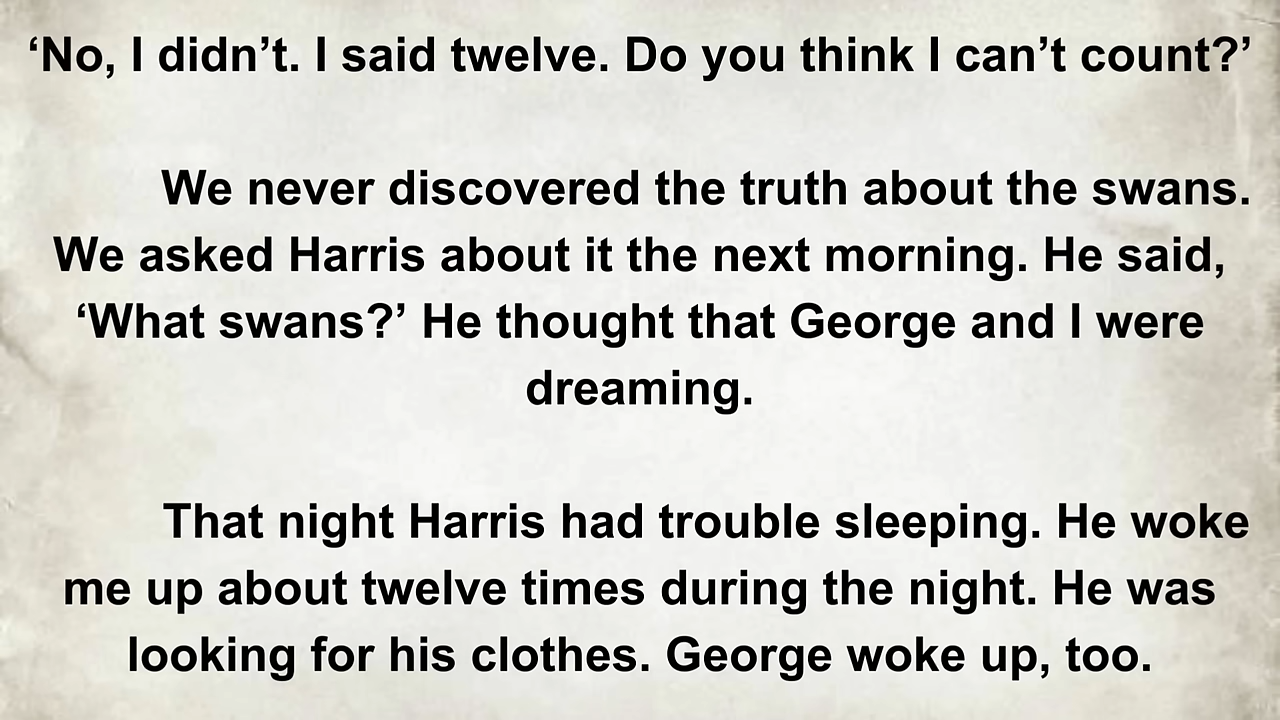 ‘No, I didn’t. I said twelve. Do you think I can’t count?’
We never discovered the truth about the swans.
We asked Harris about it the next morning. He said,
‘What swans?’ He thought that George and I were
dreaming.
That night Harris had trouble sleeping. He woke
me up about twelve times during the night. He was
looking for his clothes. George woke up, too.